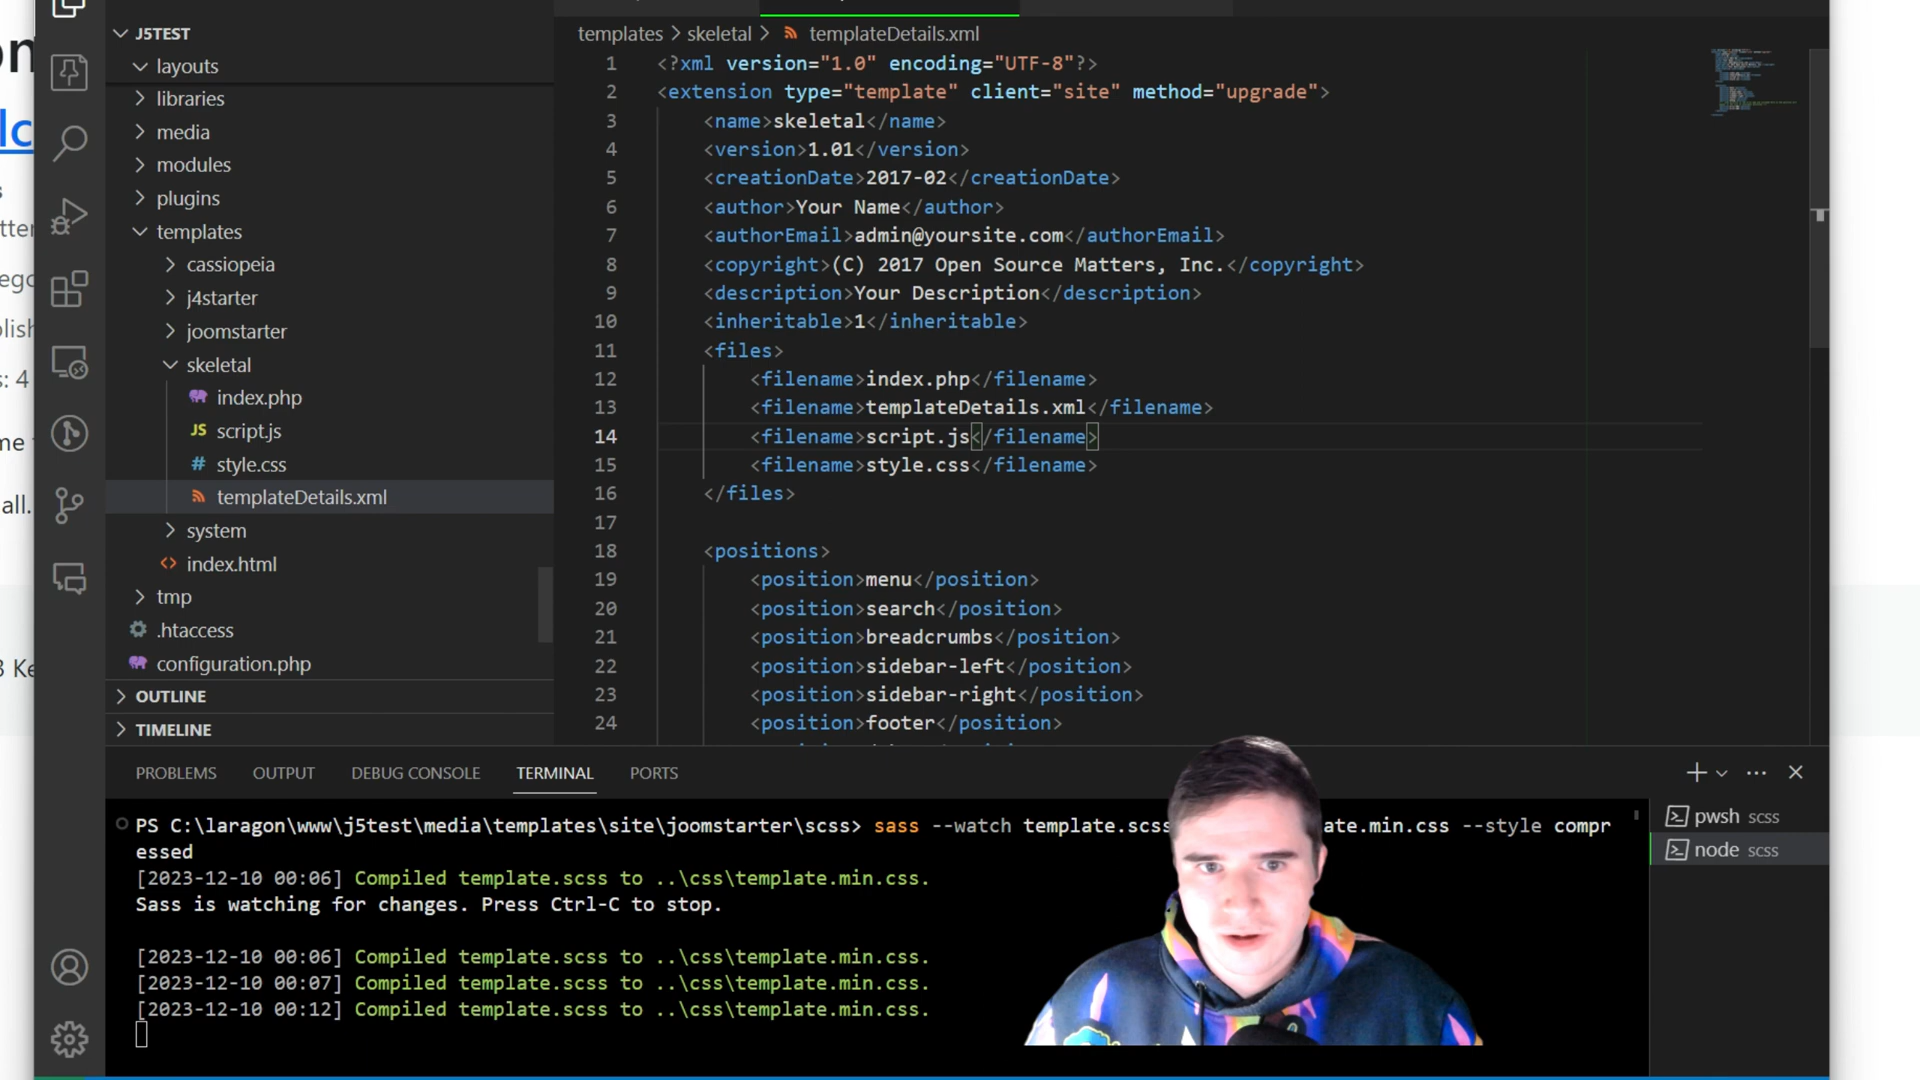 J5TEST
layouts
libraries
media
modules
plugins
templates
cassiopeia
j4starter
joomstarter
skeletal
index.php
JS script.js
# style.css
templateDetails.xml
system
<> index.html
tmp
.htaccess
configuration.php
OUTLINE
TIMELINE
templates > skeletal > templateDetails.xml
1 <?xml version="1.0" encoding="UTF-8"?>
2 <extension type="template" client="site" method="upgrade">
3 <name>skeletal</name>
4 <version>1.01</version>
5 <creationDate>2017-02</creationDate>
6 <author>Your Name</author>
7 <authorEmail>admin@yoursite.com</authorEmail>
8 <copyright>(C) 2017 Open Source Matters, Inc.</copyright>
9 <description>Your Description</description>
10 <inheritable>1</inheritable>
11 <files>
12 <filename>index.php</filename>
13 <filename>templateDetails.xml</filename>
14 <filename>script.js</filename>
15 <filename>style.css</filename>
16 </files>
17
18 <positions>
19 <position>menu</position>
20 <position>search</position>
21 <position>breadcrumbs</position>
22 <position>sidebar-left</position>
23 <position>sidebar-right</position>
24 <position>footer</position>
PROBLEMS OUTPUT DEBUG CONSOLE TERMINAL PORTS
PS C:\laragon\www\j5test\media\templates\site\joomstarter\scss> sass --watch template.scss ate.min.css --style compr
essed
[2023-12-10 00:06] Compiled template.scss to ..\css\template.min.css.
Sass is watching for changes. Press Ctrl-C to stop.
[2023-12-10 00:06] Compiled template.scss to ..\css\template.min.css.
[2023-12-10 00:07] Compiled template.scss to ..\css\template.min.css.
[2023-12-10 00:12] Compiled template.scss to ..\css\template.min.css.
pwsh scss
node scss